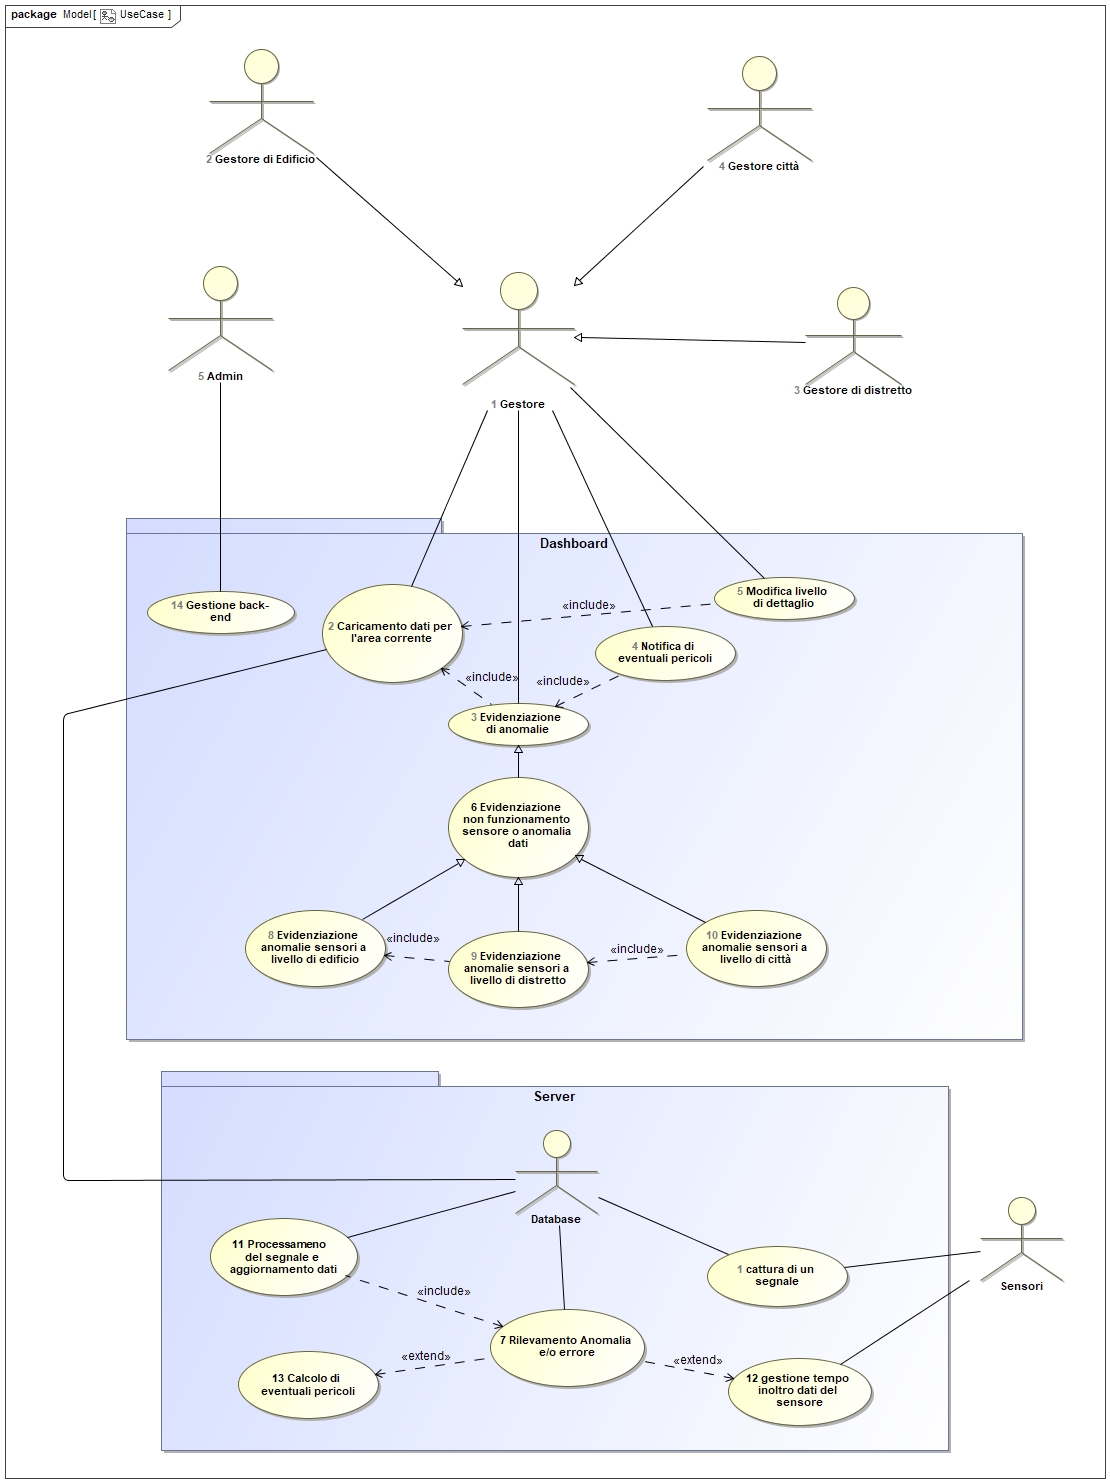 package Model[ UseCase ]
2 Gestore di Edificio
4 Gestore città
5 Admin
1 Gestore
3 Gestore di distretto
Dashboard
14 Gestione back-
end
2 Caricamento dati per
l'area corrente
«include»
5 Modifica livello
di dettaglio
4 Notifica di
eventuali pericoli
«include»
«include»
3 Evidenziazione
di anomalie
6 Evidenziazione
non funzionamento
sensore o anomalia
dati
8 Evidenziazione
anomalie sensori a
livello di edificio
«include»
9 Evidenziazione
anomalie sensori a
livello di distretto
«include»
10 Evidenziazione
anomalie sensori a
livello di città
Server
Database
11 Processameno
del segnale e
aggiornamento dati
1 cattura di un
segnale
Sensori
«include»
7 Rilevamento Anomalia
e/o errore
«extend»
«extend»
13 Calcolo di
eventuali pericoli
12 gestione tempo
inoltro dati del
sensore